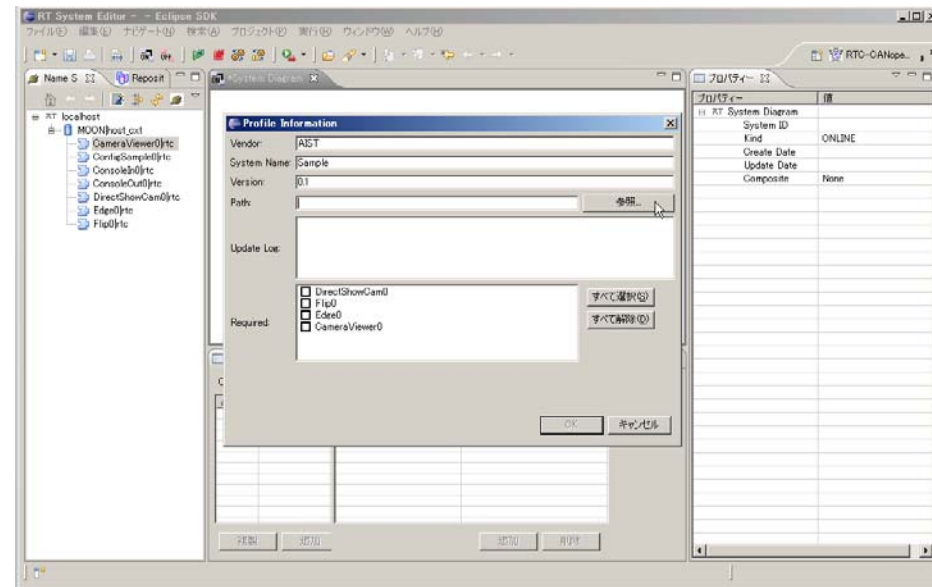 RT System Editor - - Eclipse SDK
ファイル(F) 編集(E) ナビゲート(N) 検索(A) プロジェクト(P) 実行(R) ウィンドウ(W) ヘルプ(H)
RTC-CANope..
Name S
Reposit
*System Diagram
プロパティー
localhost
MOON|host_cxt
CameraViewer0|rtc
ConfigSample0|rtc
ConsoleIn0|rtc
ConsoleOut0|rtc
DirectShowCam0|rtc
Edge0|rtc
Flip0|rtc
Profile Information
Vendor: AIST
System Name: Sample
Version: 0.1
Path: 参照...
Update Log:
Required:
DirectShowCam0
Flip0
Edge0
CameraViewer0
すべて選択(S)
すべて解除(D)
OK キャンセル
複製 追加 追加 削除
プロパティー 値
RT System Diagram
System ID
Kind ONLINE
Create Date
Update Date
Composite None